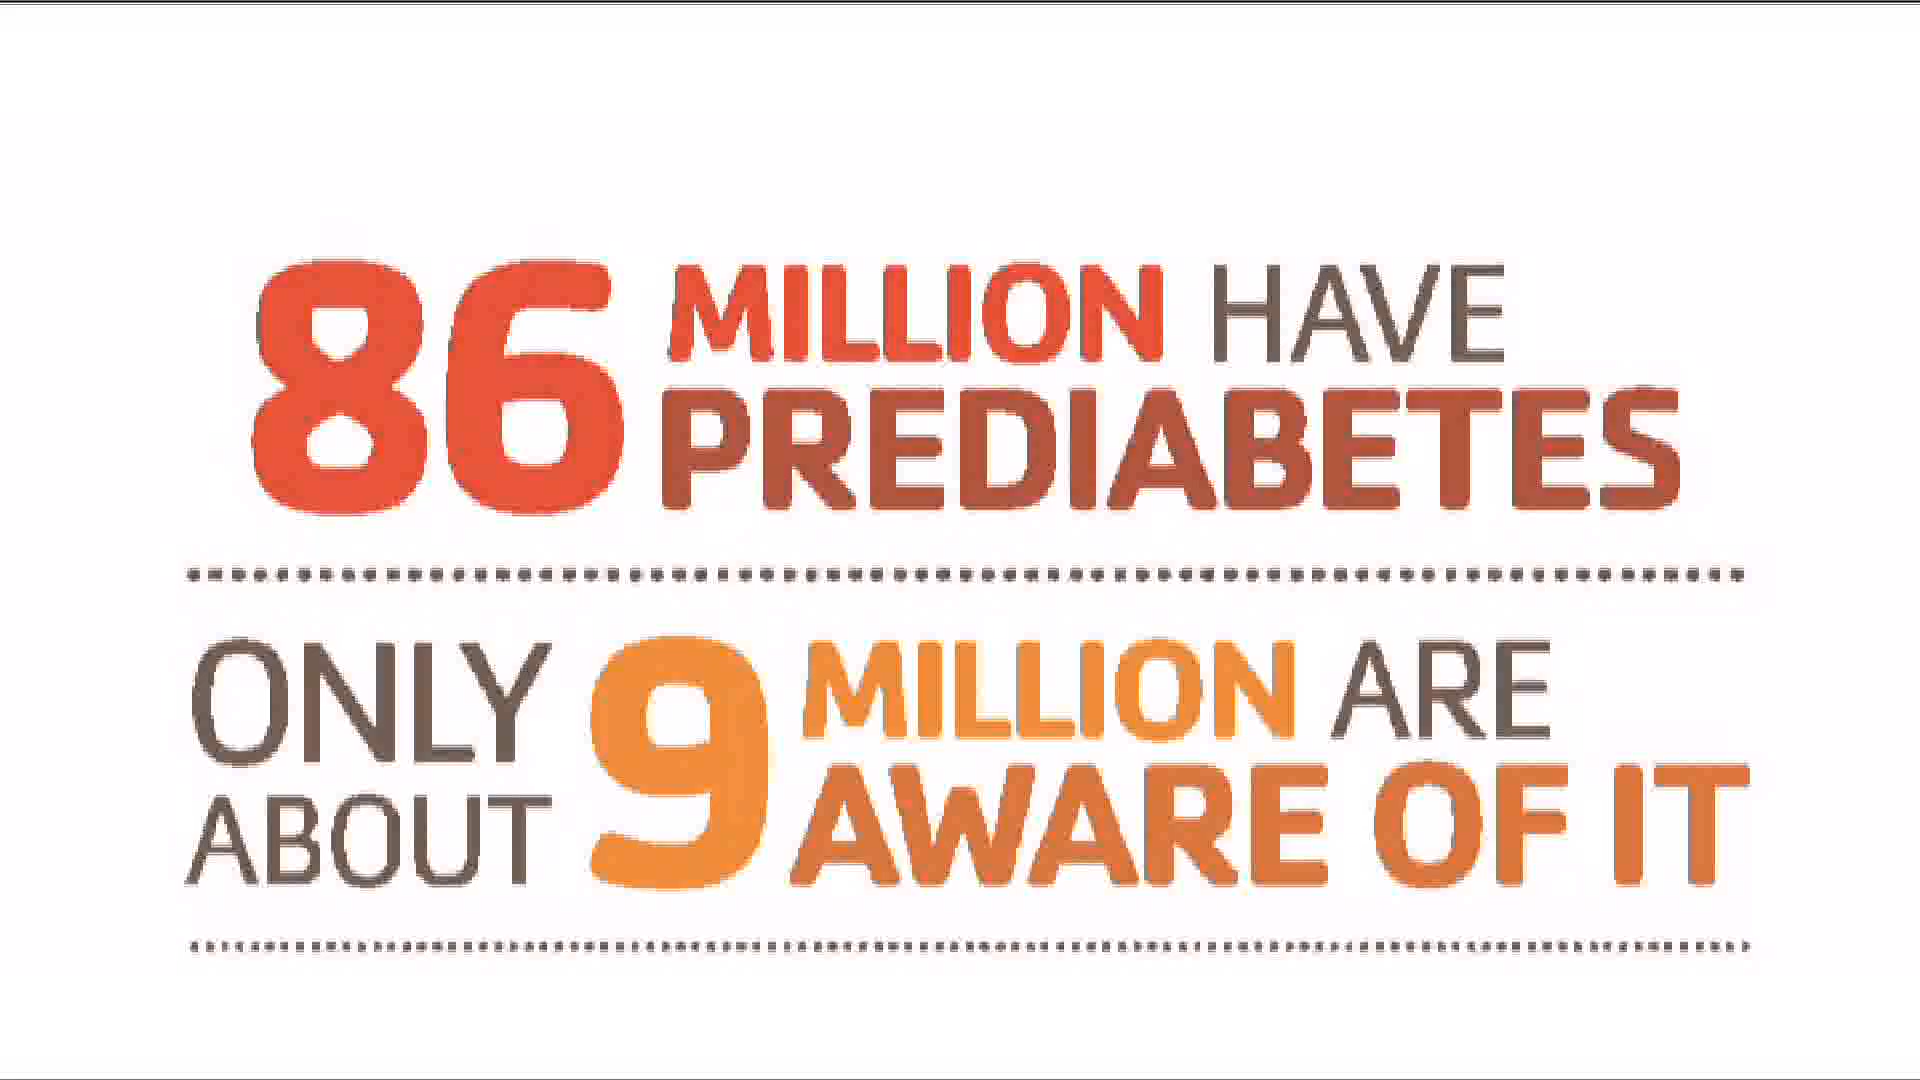 86 MILLION HAVE
PREDIABETES
ONLY
ABOUT 9 MILLION ARE
AWARE OF IT